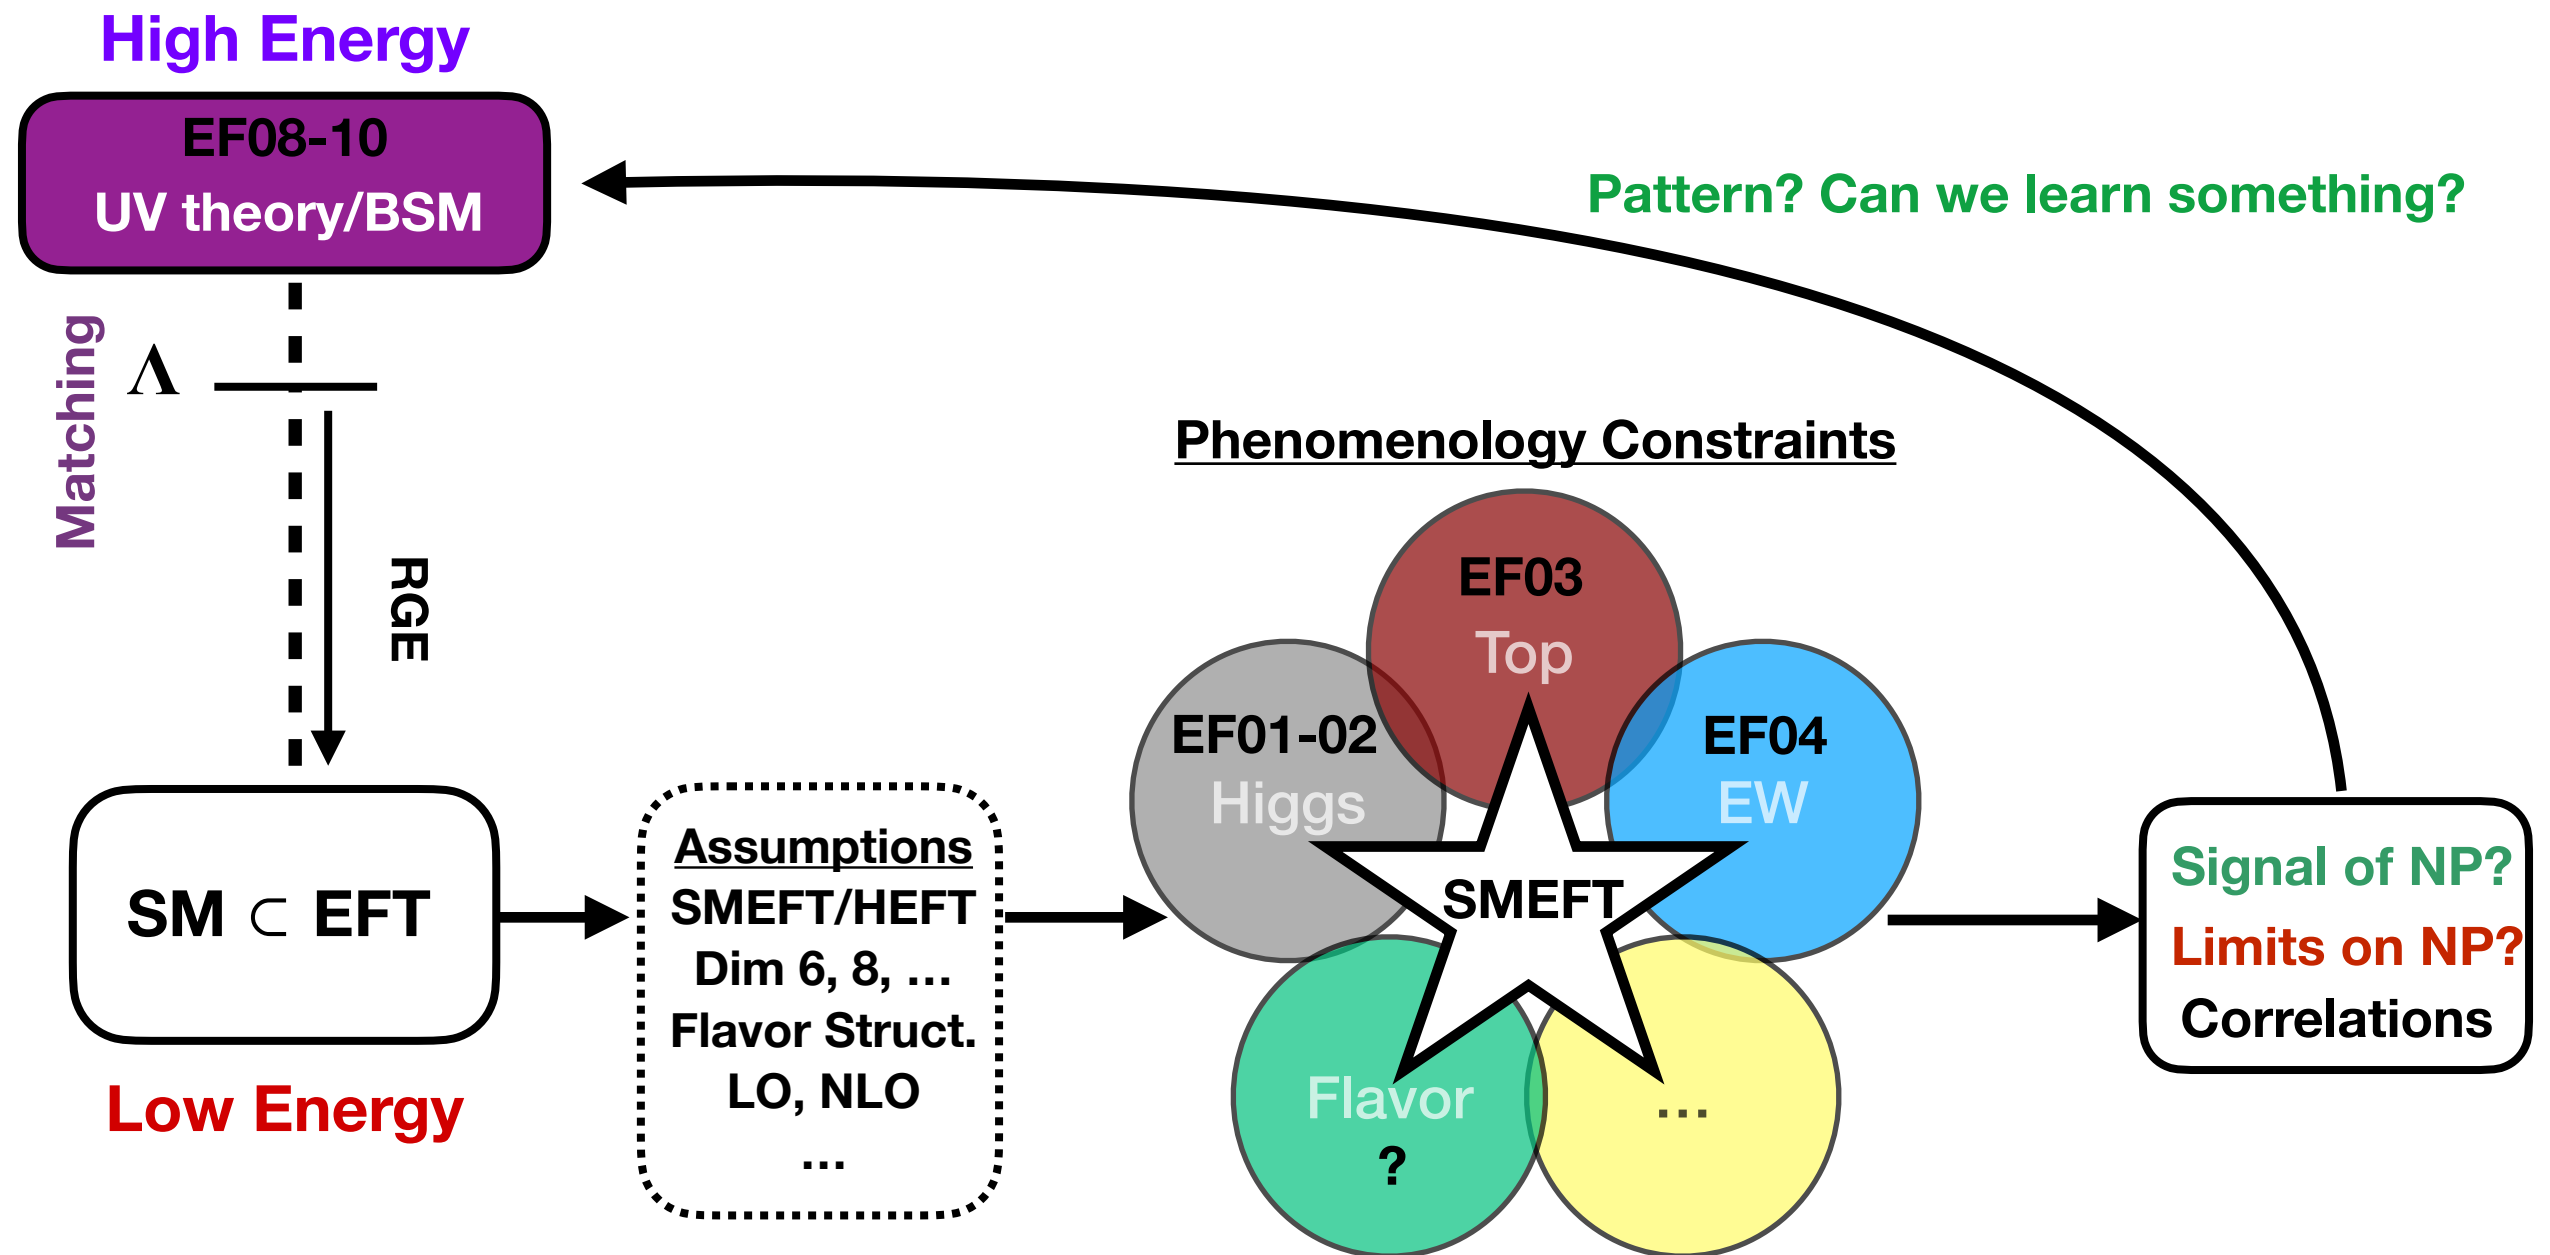 High Energy
EF08-10
UV theory/BSM
Pattern? Can we learn something?
Matching
Λ
RGE
SM ⊂ EFT
Low Energy
Assumptions
SMEFT/HEFT
Dim 6, 8, ...
Flavor Struct.
LO, NLO
...
Phenomenology Constraints
EF03
Top
EF01-02
Higgs
EF04
EW
SMEFT
Flavor
?
...
Signal of NP?
Limits on NP?
Correlations